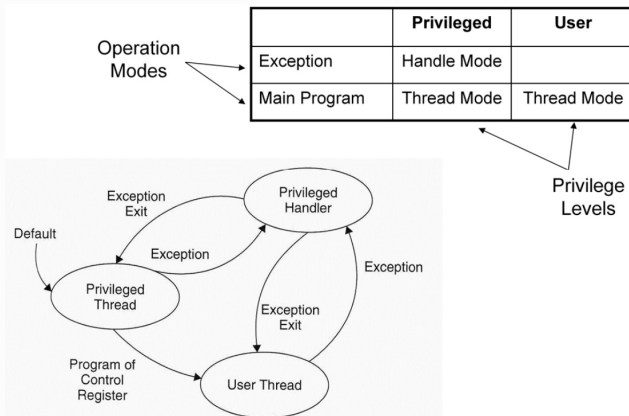 Privileged User
Operation
Modes
Exception Handle Mode
Main Program Thread Mode Thread Mode
Privilege
Levels
Privileged
Handler
Exception
Exit
Default
Exception
Exception
Privileged
Thread
Exception
Exit
Program of
Control
Register
User Thread